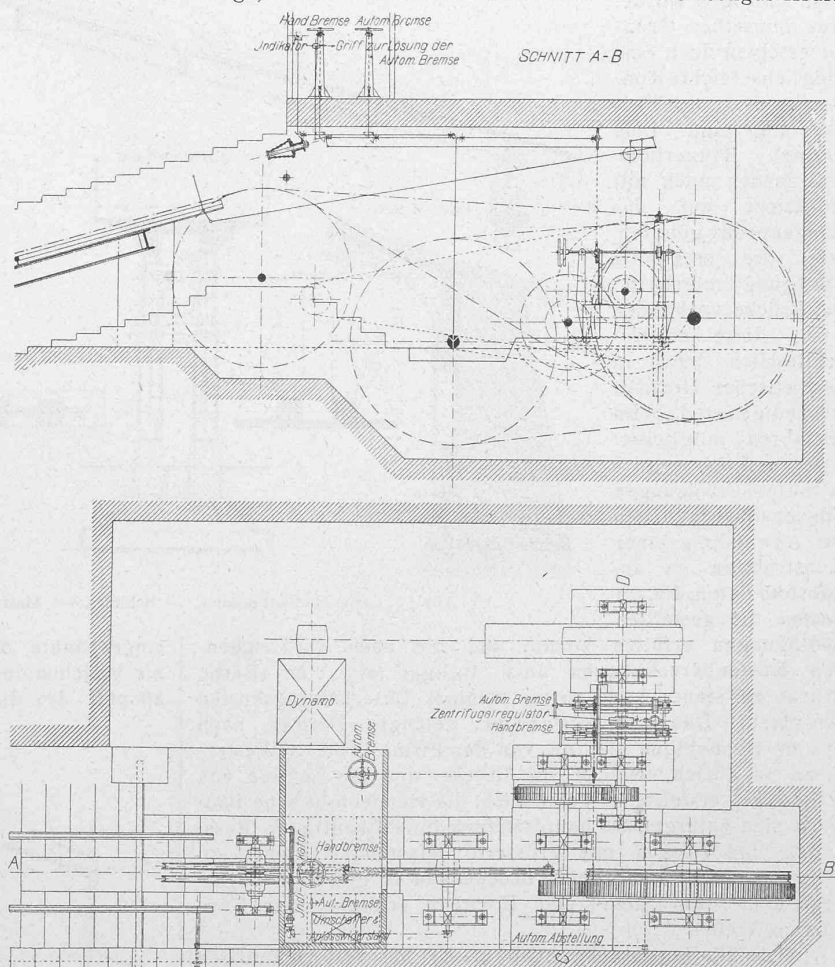 Hand Bremse Autom. Bremse
Indikator Griff zur Lösung der
Autom. Bremse
SCHNITT A-B
D
Dynamo
Autom. Bremse
Zentrifugalregulator
Handbremse
Autom.
Bremse
A
Handbremse
Indikator
B
Aut.-Bremse
Umschalter &
Anlasswiderstand
Autom. Abstellung
C